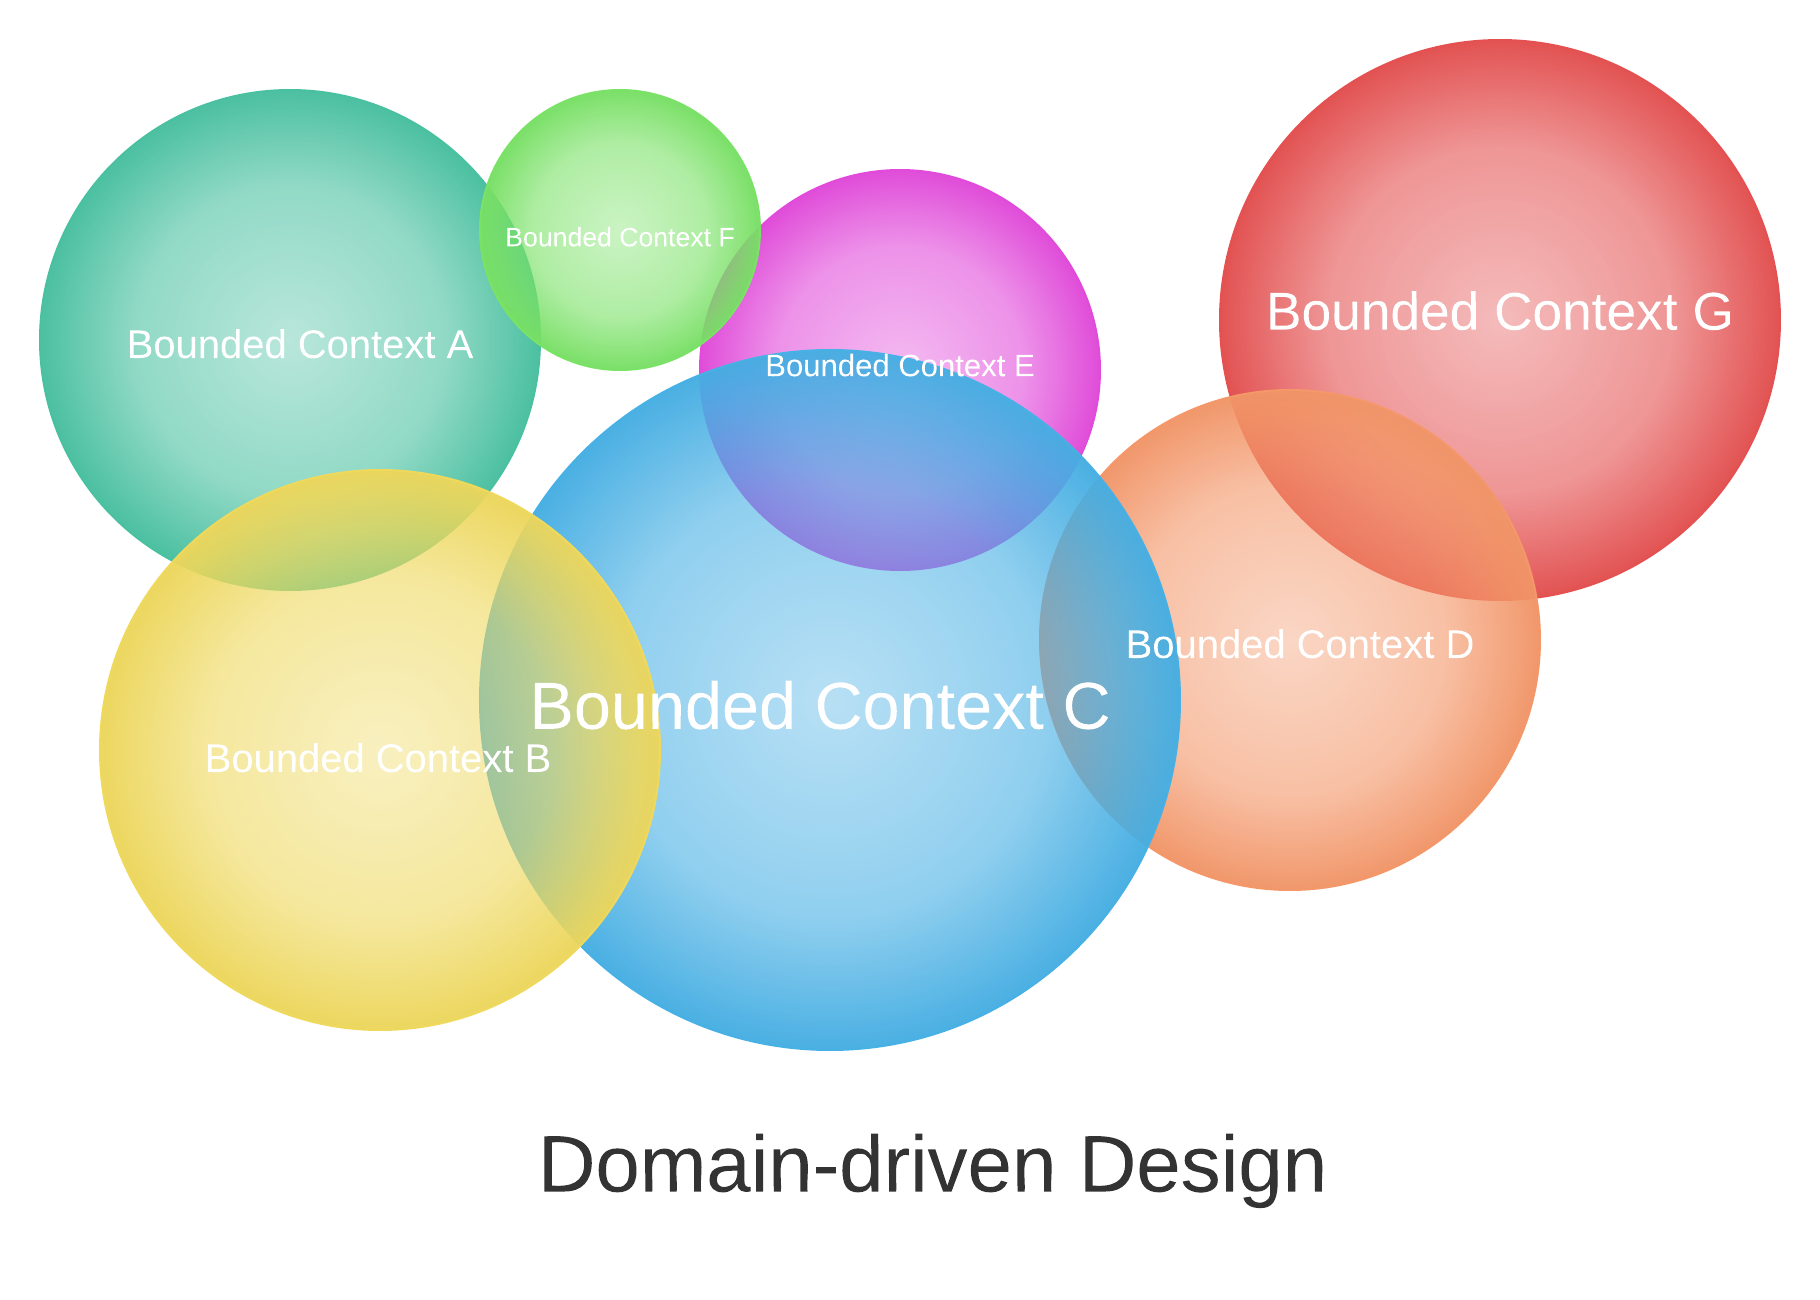 Bounded Context F
Bounded Context G
Bounded Context A
Bounded Context E
Bounded Context D
Bounded Context C
Bounded Context B
Domain-driven Design